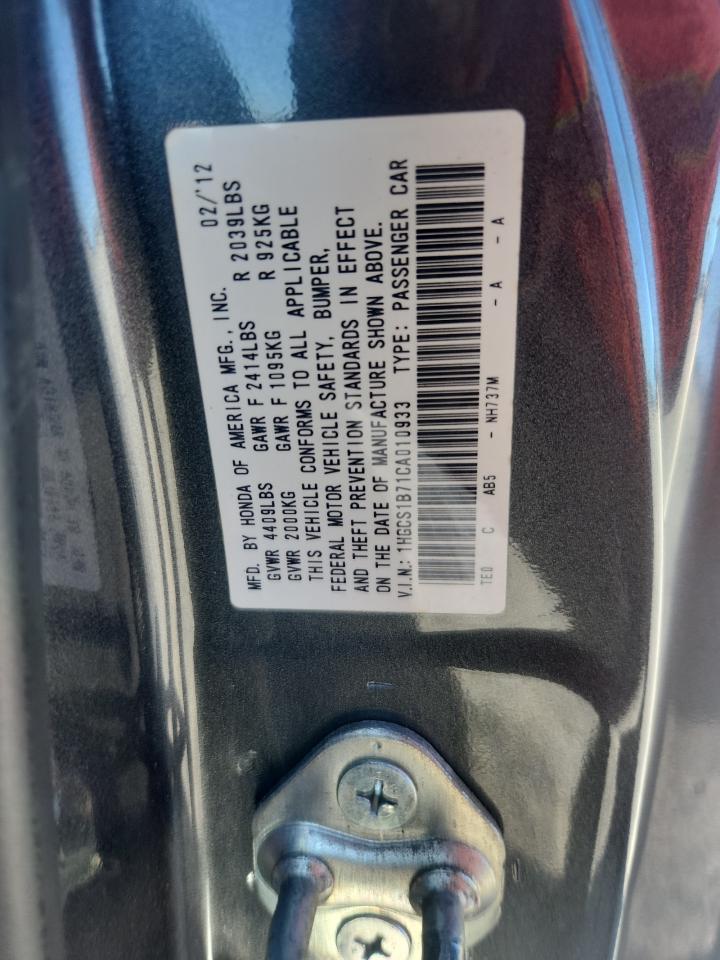 MFD. BY HONDA OF AMERICA MFG., INC. 02/'12
GVWR 4409LBS GAWR F 2414LBS R 2039LBS
GVWR 2000KG GAWR F 1095KG R 925KG
THIS VEHICLE CONFORMS TO ALL APPLICABLE
FEDERAL MOTOR VEHICLE SAFETY, BUMPER,
AND THEFT PREVENTION STANDARDS IN EFFECT
ON THE DATE OF MANUFACTURE SHOWN ABOVE.
V.I.N.: 1HGCS1B71CA010933 TYPE: PASSENGER CAR
TE0 C AB5 - NH737M - A - A